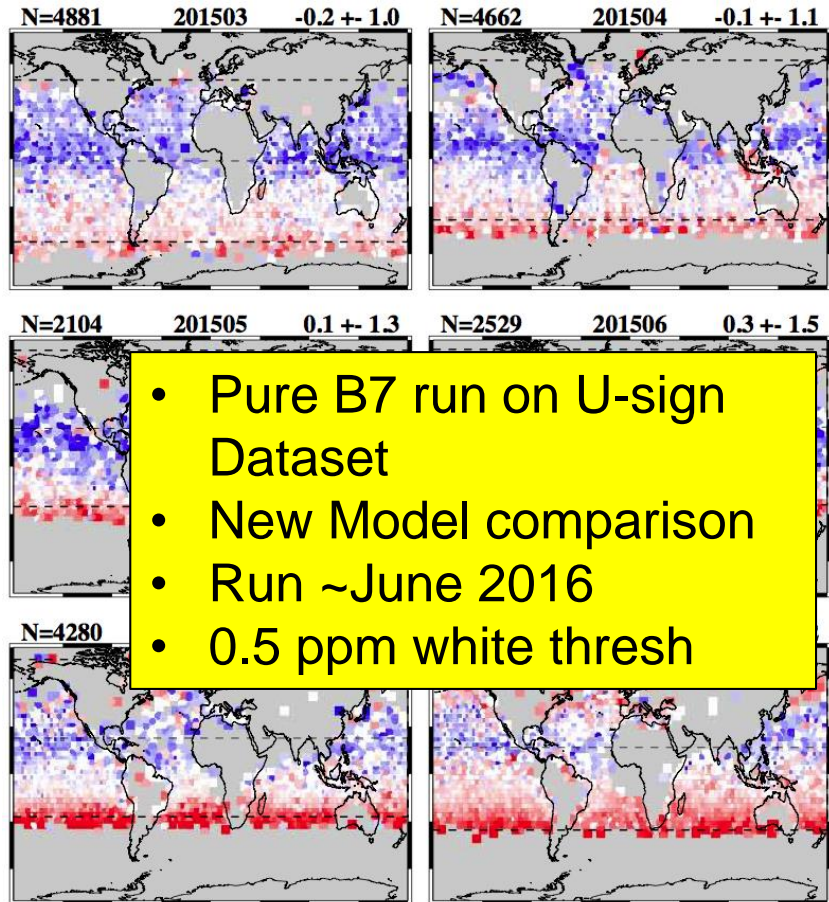 N=4881 201503 -0.2 +- 1.0
N=4662 201504 -0.1 +- 1.1
N=2104 201505 0.1 +- 1.3
N=2529 201506 0.3 +- 1.5
• Pure B7 run on U-sign
Dataset
• New Model comparison
• Run ~June 2016
• 0.5 ppm white thresh
N=4280